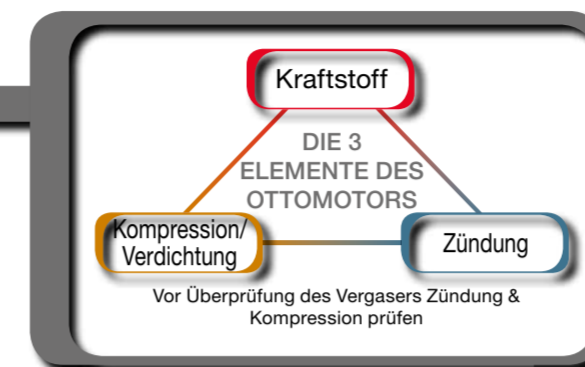 Kraftstoff
DIE 3
ELEMENTE DES
OTTOMOTORS
Kompression/
Verdichtung
Zündung
Vor Überprüfung des Vergasers Zündung &
Kompression prüfen